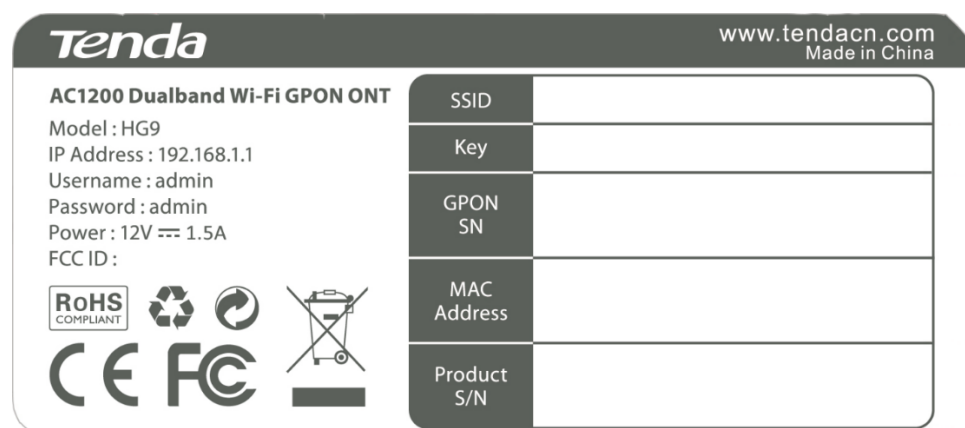 Tenda
www.tendacn.com
Made in China
AC1200 Dualband Wi-Fi GPON ONT
Model : HG9
IP Address : 192.168.1.1
Username : admin
Password : admin
Power : 12V ⎓ 1.5A
FCC ID :
RoHS
COMPLIANT
CE FC
SSID
Key
GPON
SN
MAC
Address
Product
S/N